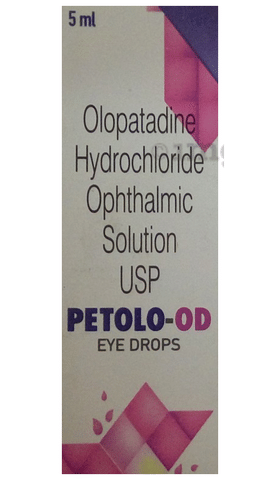 5 ml
Olopatadine
Hydrochloride
Ophthalmic
Solution
USP
PETOLO-OD
EYE DROPS